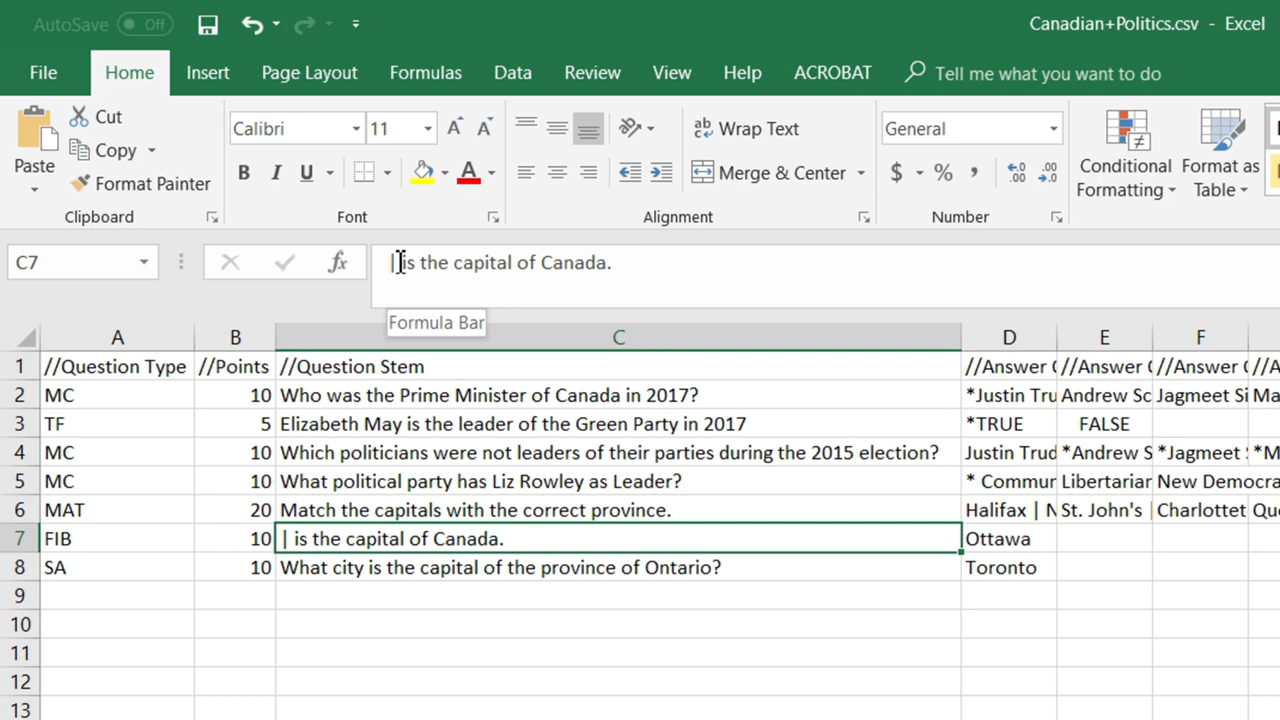 AutoSave Off
Canadian+Politics.csv - Excel
File Home Insert Page Layout Formulas Data Review View Help ACROBAT Tell me what you want to do
Paste
Cut
Copy
Format Painter
Clipboard
Calibri 11
B I U A
Font
ab Wrap Text
Merge & Center
Alignment
General
$ % , .00
Number
Conditional Formatting
Format as Table
C7 fx | is the capital of Canada.
Formula Bar
A B C D E F
1 //Question Type //Points //Question Stem //Answer //Answer //Answer
2 MC 10 Who was the Prime Minister of Canada in 2017? *Justin Tru Andrew Sc Jagmeet Si Ma
3 TF 5 Elizabeth May is the leader of the Green Party in 2017 *TRUE FALSE
4 MC 10 Which politicians were not leaders of their parties during the 2015 election? Justin Trud *Andrew S *Jagmeet *M
5 MC 10 What political party has Liz Rowley as Leader? * Commur Libertarian New Democra
6 MAT 20 Match the capitals with the correct province. Halifax | N St. John's | Charlottet Que
7 FIB 10 | is the capital of Canada. Ottawa
8 SA 10 What city is the capital of the province of Ontario? Toronto
9
10
11
12
13